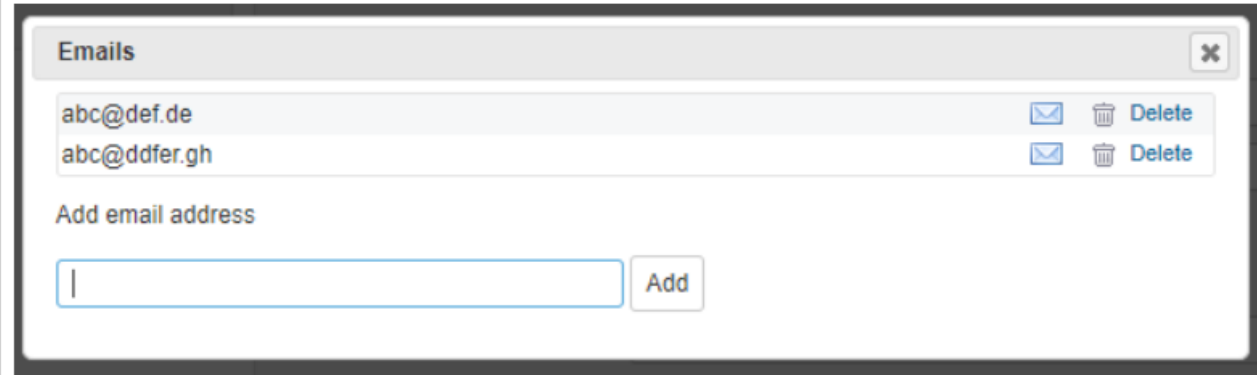 Emails
abc@def.de Delete
abc@ddfer.gh Delete
Add email address
Add